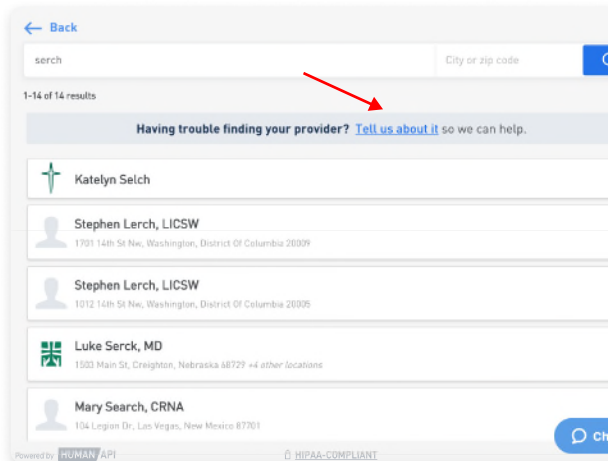 ← Back
serch City or zip code
1-14 of 14 results
Having trouble finding your provider? Tell us about it so we can help.
Katelyn Selch
Stephen Lerch, LICSW
1701 14th St Nw, Washington, District Of Columbia 20009
Stephen Lerch, LICSW
1012 14th St Nw, Washington, District Of Columbia 20005
Luke Serck, MD
1503 Main St, Creighton, Nebraska 68729 +4 other locations
Mary Search, CRNA
104 Legion Dr, Las Vegas, New Mexico 87701
Ch
Powered by HUMAN/API HIPAA-COMPLIANT